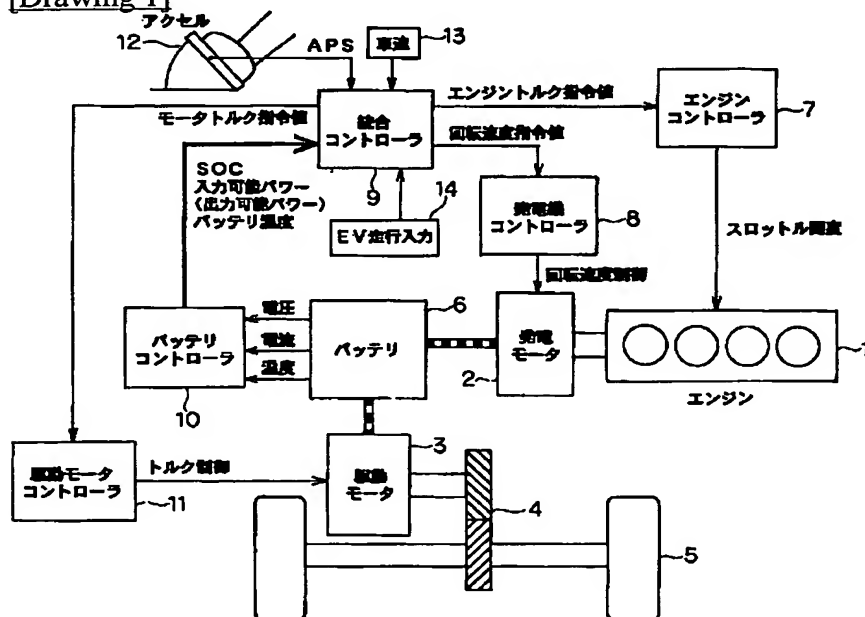 [Drawing 1]
アクセル
12
APS
車速
13
モータトルク指令値
統合
コントローラ
9
エンジントルク指令値
エンジン
コントローラ
7
回転速度指令値
SOC
入力可能パワー
(出力可能パワー)
バッテリ温度
14
EV走行入力
発電機
コントローラ
8
スロットル開度
回転速度制御
電圧
電流
温度
バッテリ
コントローラ
10
6
バッテリ
発電
モータ
2
エンジン
1
駆動モータ
コントローラ
11
トルク制御
3
駆動
モータ
4
5